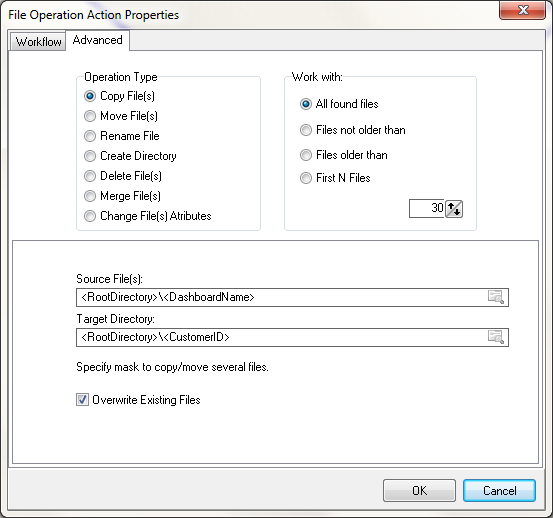 File Operation Action Properties
Workflow
Advanced
Operation Type
Copy File(s)
Move File(s)
Rename File
Create Directory
Delete File(s)
Merge File(s)
Change File(s) Atributes
Work with:
All found files
Files not older than
Files older than
First N Files
30
Source File(s):
<RootDirectory>\<DashboardName>
Target Directory:
<RootDirectory>\<CustomerID>
Specify mask to copy/move several files.
Overwrite Existing Files
OK
Cancel